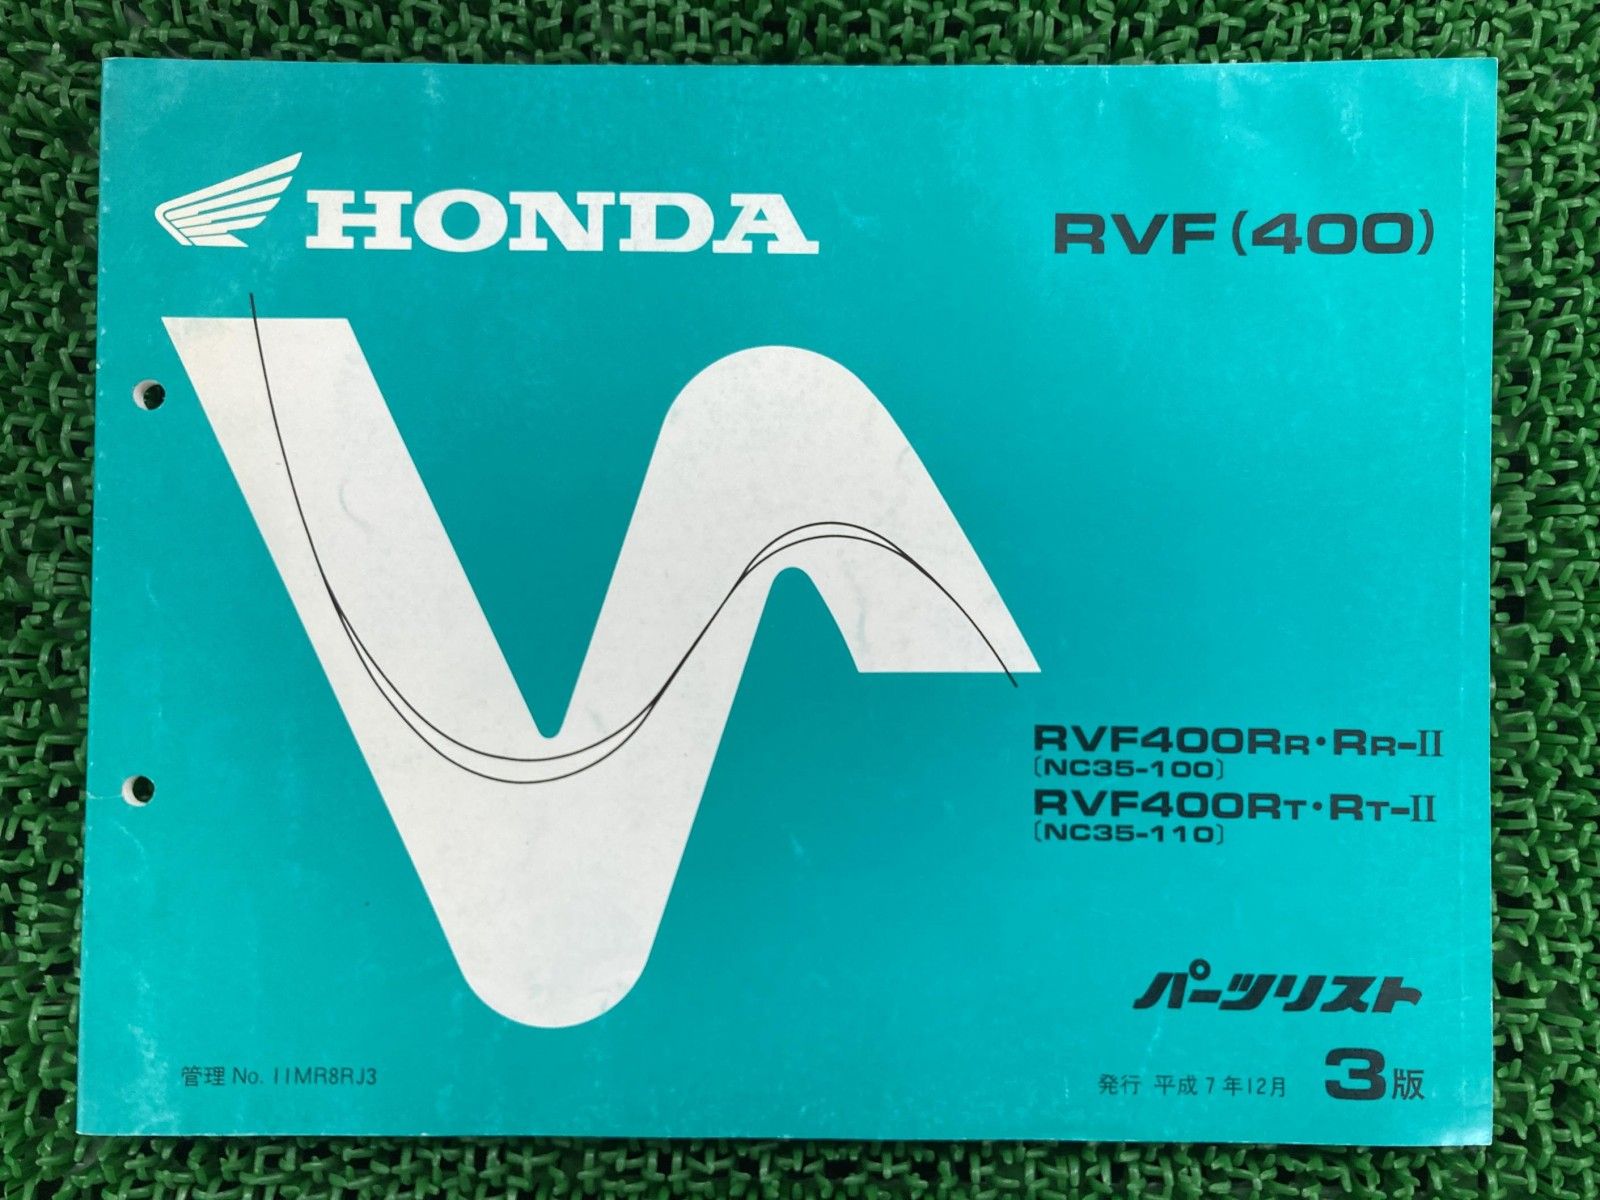 HONDA
RVF(400)
RVF400RR・RR-II
[NC35-100]
RVF400RT・RT-II
[NC35-110]
パーツリスト
管理 No. 11MR8RJ3
発行 平成7年12月 3版